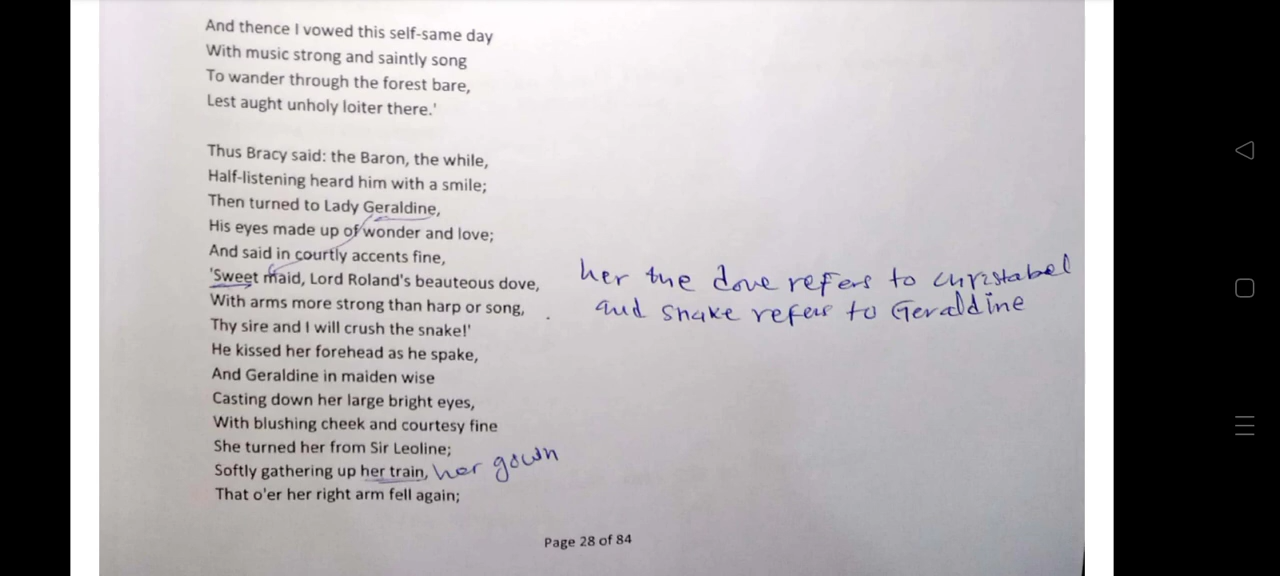 And thence I vowed this self-same day
With music strong and saintly song
To wander through the forest bare,
Lest aught unholy loiter there.'
Thus Bracy said: the Baron, the while,
Half-listening heard him with a smile;
Then turned to Lady Geraldine,
His eyes made up of wonder and love;
And said in courtly accents fine,
'Sweet maid, Lord Roland's beauteous dove,
With arms more strong than harp or song,
Thy sire and I will crush the snake!'
her the dove refers to christabel
and snake refers to Geraldine
He kissed her forehead as he spake,
And Geraldine in maiden wise
Casting down her large bright eyes,
With blushing cheek and courtesy fine
She turned her from Sir Leoline;
Softly gathering up her train, her gown
That o'er her right arm fell again;
Page 28 of 84